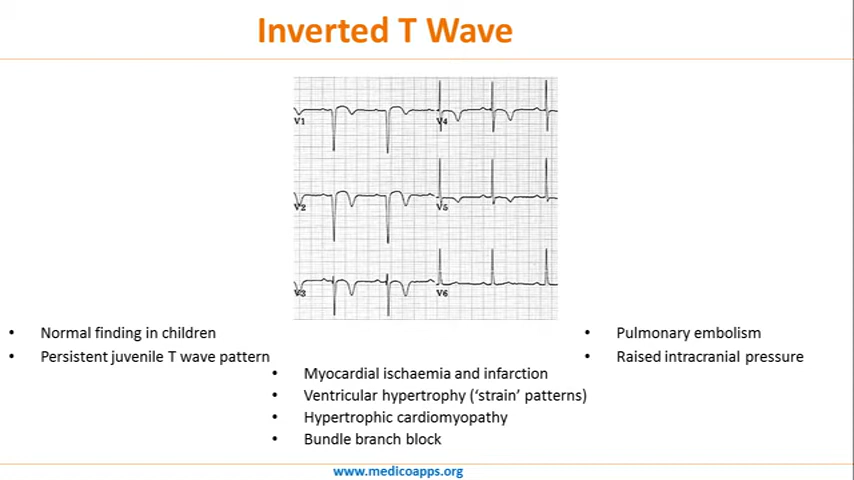 Inverted T Wave
V1
V4
V2
V5
V3
V6
• Normal finding in children
• Persistent juvenile T wave pattern
• Myocardial ischaemia and infarction
• Ventricular hypertrophy (‘strain’ patterns)
• Hypertrophic cardiomyopathy
• Bundle branch block
• Pulmonary embolism
• Raised intracranial pressure
www.medicoapps.org